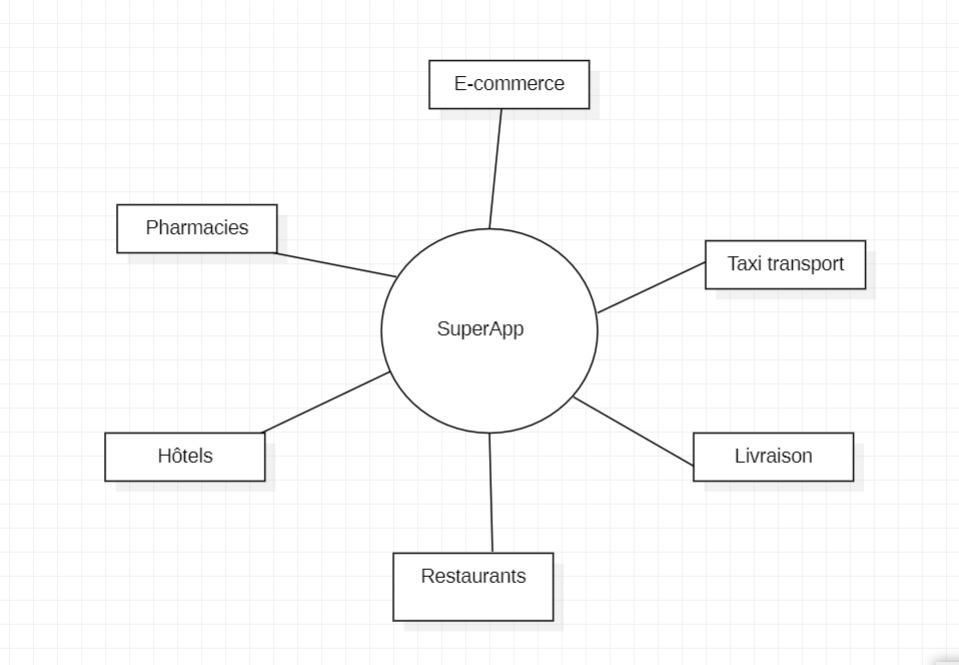 E-commerce
Pharmacies
Taxi transport
SuperApp
Hôtels
Livraison
Restaurants